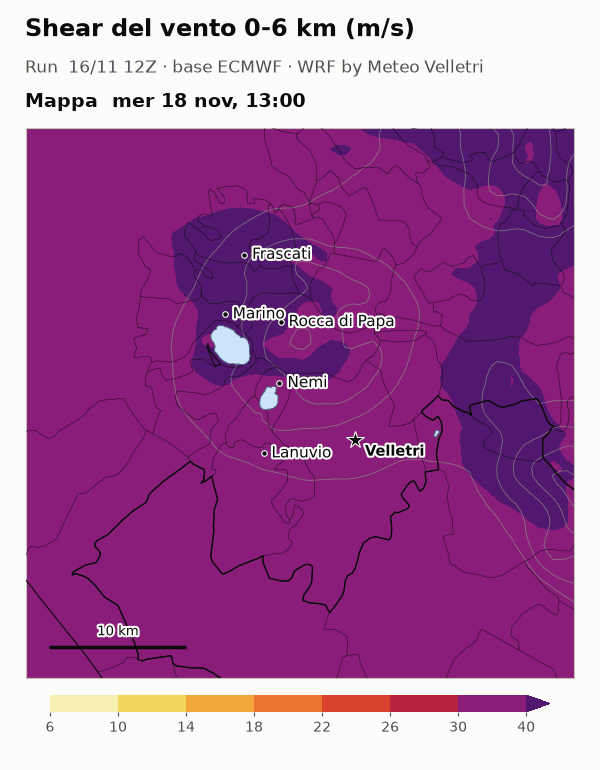 Shear del vento 0-6 km (m/s)
Run  16/11 12Z · base ECMWF · WRF by Meteo Velletri
Mappa  mer 18 nov, 13:00
Frascati
Marino
Rocca di Papa
Nemi
Velletri
Lanuvio
10 km
6 10 14 18 22 26 30 40